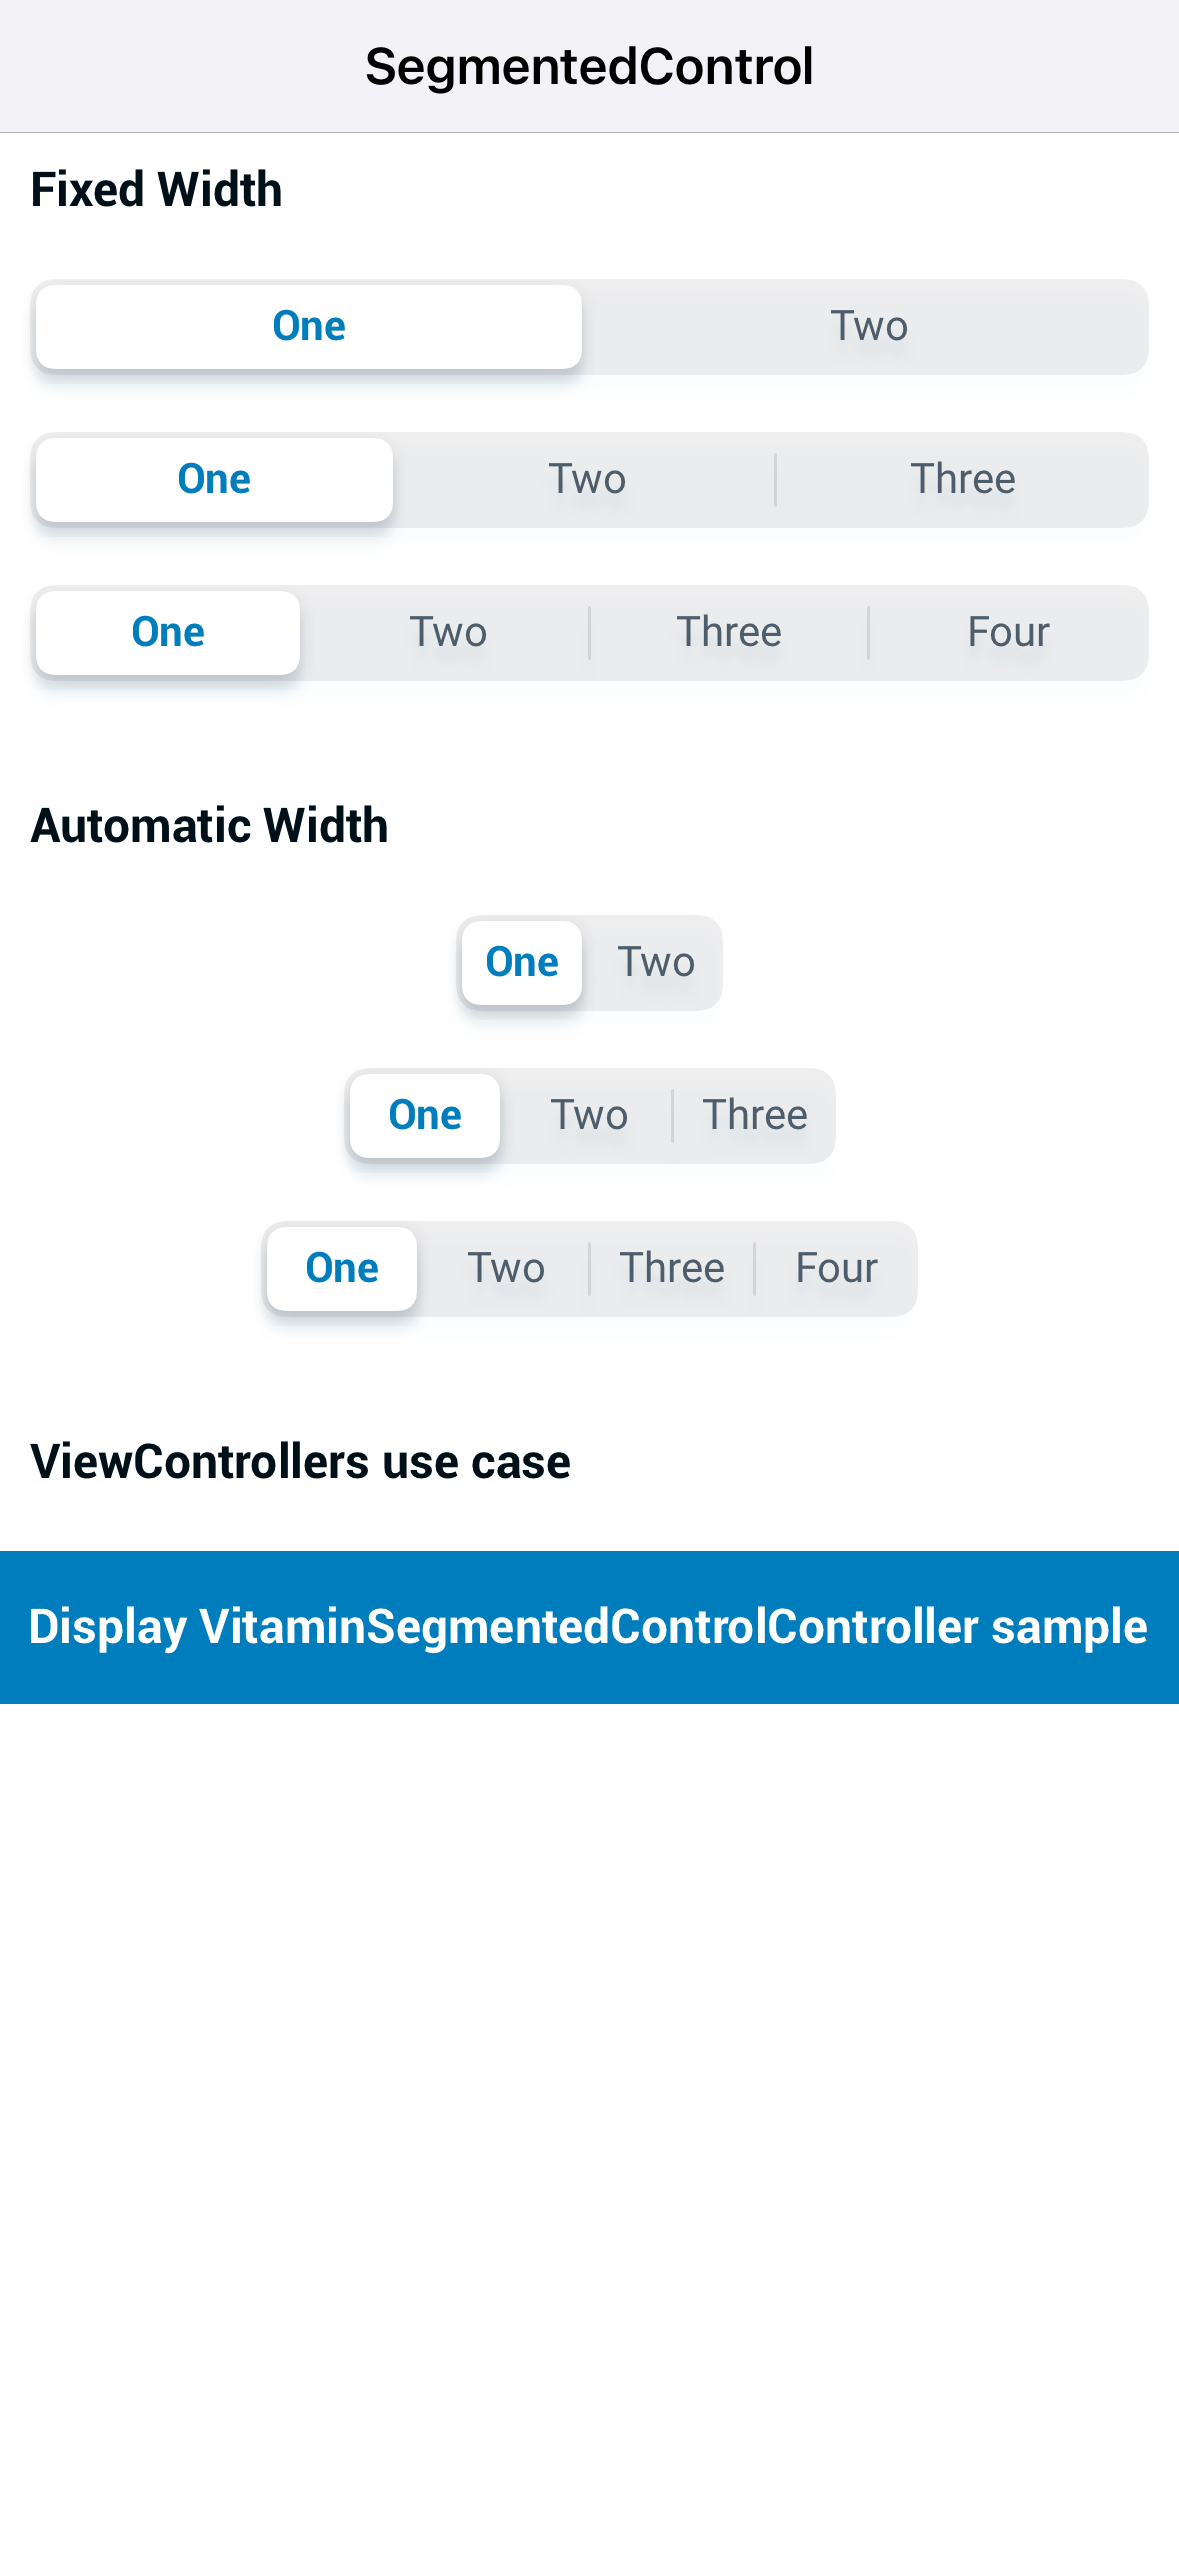 SegmentedControl
Fixed Width
One Two
One Two Three
One Two Three Four
Automatic Width
One Two
One Two Three
One Two Three Four
ViewControllers use case
Display VitaminSegmentedControlController sample